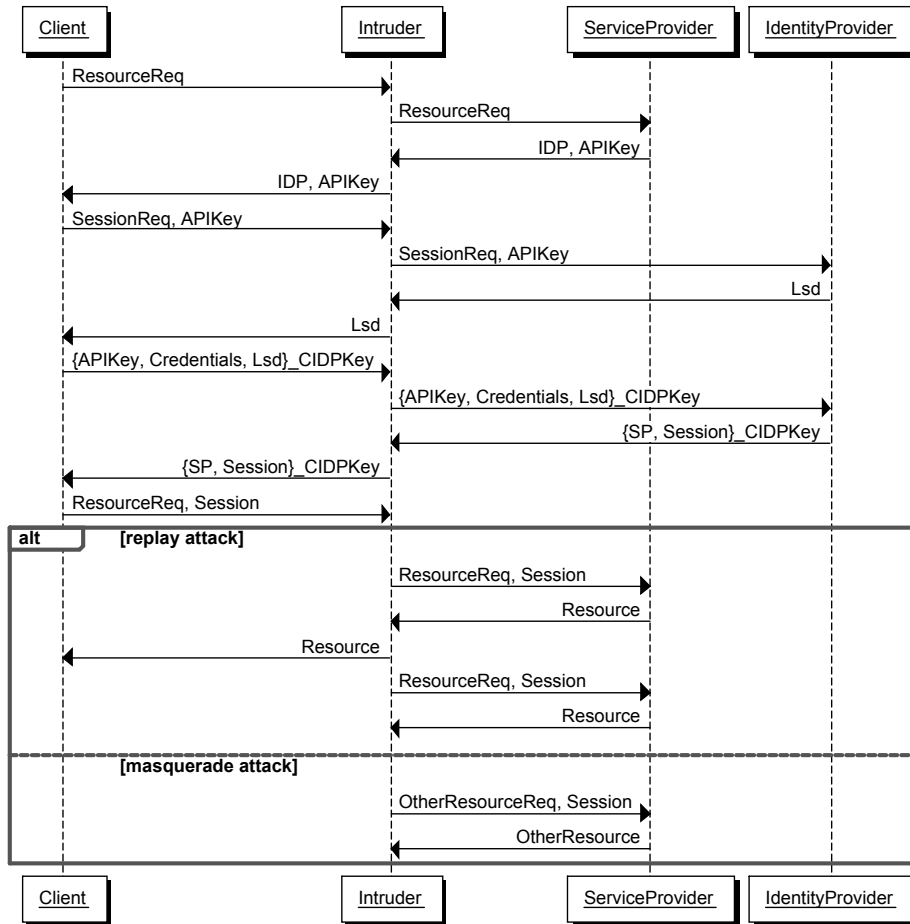 Client Intruder ServiceProvider IdentityProvider
ResourceReq
ResourceReq
IDP, APIKey
IDP, APIKey
SessionReq, APIKey
SessionReq, APIKey
Lsd
Lsd
{APIKey, Credentials, Lsd}_CIDPKey
{APIKey, Credentials, Lsd}_CIDPKey
{SP, Session}_CIDPKey
{SP, Session}_CIDPKey
ResourceReq, Session
alt [replay attack]
ResourceReq, Session
Resource
Resource
ResourceReq, Session
Resource
[masquerade attack]
OtherResourceReq, Session
OtherResource
Client Intruder ServiceProvider IdentityProvider